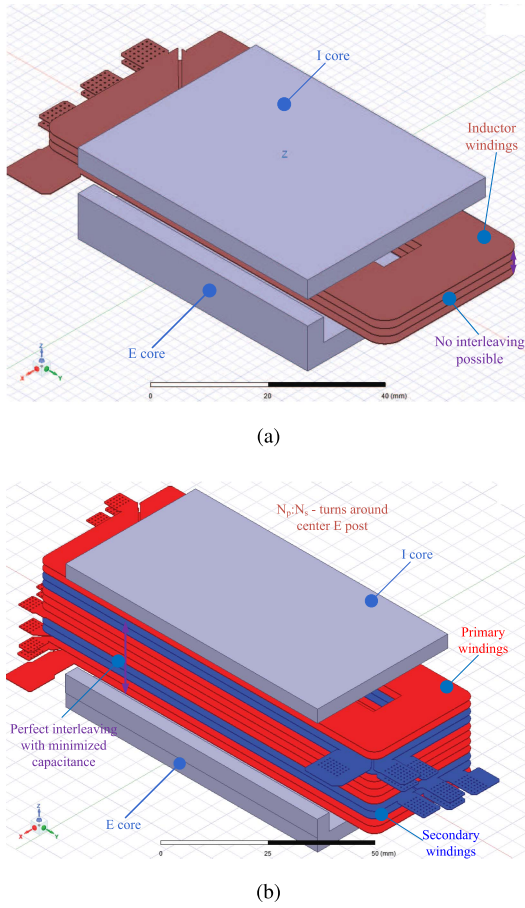 I core
Z
Inductor
windings
E core
No interleaving
possible
Z
X
Y
0
20
40 (mm)
(a)
Np:Ns - turns around
center E post
I core
Primary
windings
Perfect interleaving
with minimized
capacitance
E core
Secondary
windings
Z
X
Y
0
25
50 (mm)
(b)